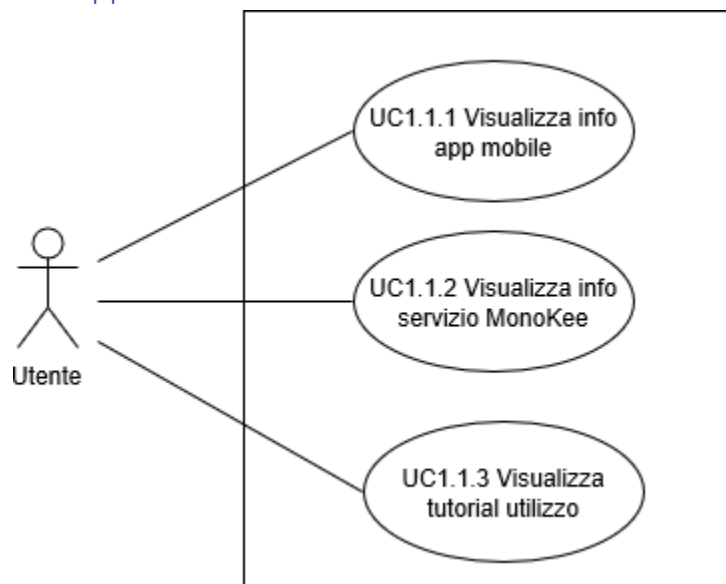 UC1.1.1 Visualizza info
app mobile
UC1.1.2 Visualizza info
servizio MonoKee
Utente
UC1.1.3 Visualizza
tutorial utilizzo